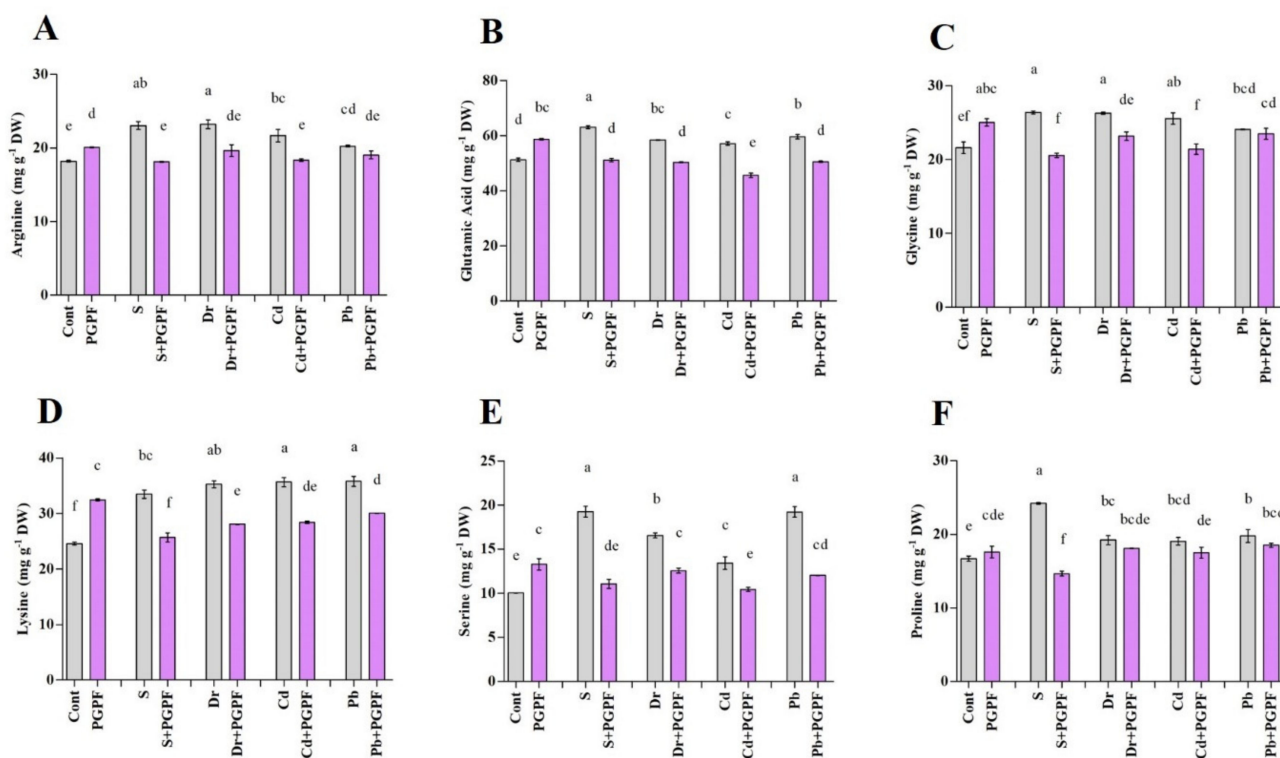 A
Arginine (mg g⁻¹ DW)
30
20
10
0
e
d
ab
e
a
de
bc
e
cd
de
Cont
PGPF
S
S+PGPF
Dr
Dr+PGPF
Cd
Cd+PGPF
Pb
Pb+PGPF
B
Glutamic Acid (mg g⁻¹ DW)
80
60
40
20
0
d
bc
a
d
bc
d
c
e
b
d
Cont
PGPF
S
S+PGPF
Dr
Dr+PGPF
Cd
Cd+PGPF
Pb
Pb+PGPF
C
Glycine (mg g⁻¹ DW)
30
20
10
0
ef
abc
a
f
a
de
ab
f
bcd
cd
Cont
PGPF
S
S+PGPF
Dr
Dr+PGPF
Cd
Cd+PGPF
Pb
Pb+PGPF
D
Lysine (mg g⁻¹ DW)
40
30
20
10
0
f
c
bc
f
ab
e
a
de
a
d
Cont
PGPF
S
S+PGPF
Dr
Dr+PGPF
Cd
Cd+PGPF
Pb
Pb+PGPF
E
Serine (mg g⁻¹ DW)
25
20
15
10
5
0
e
c
a
de
b
c
c
e
a
cd
Cont
PGPF
S
S+PGPF
Dr
Dr+PGPF
Cd
Cd+PGPF
Pb
Pb+PGPF
F
Proline (mg g⁻¹ DW)
30
20
10
0
e
cde
a
f
bc
bcde
bcd
de
b
bcd
Cont
PGPF
S
S+PGPF
Dr
Dr+PGPF
Cd
Cd+PGPF
Pb
Pb+PGPF